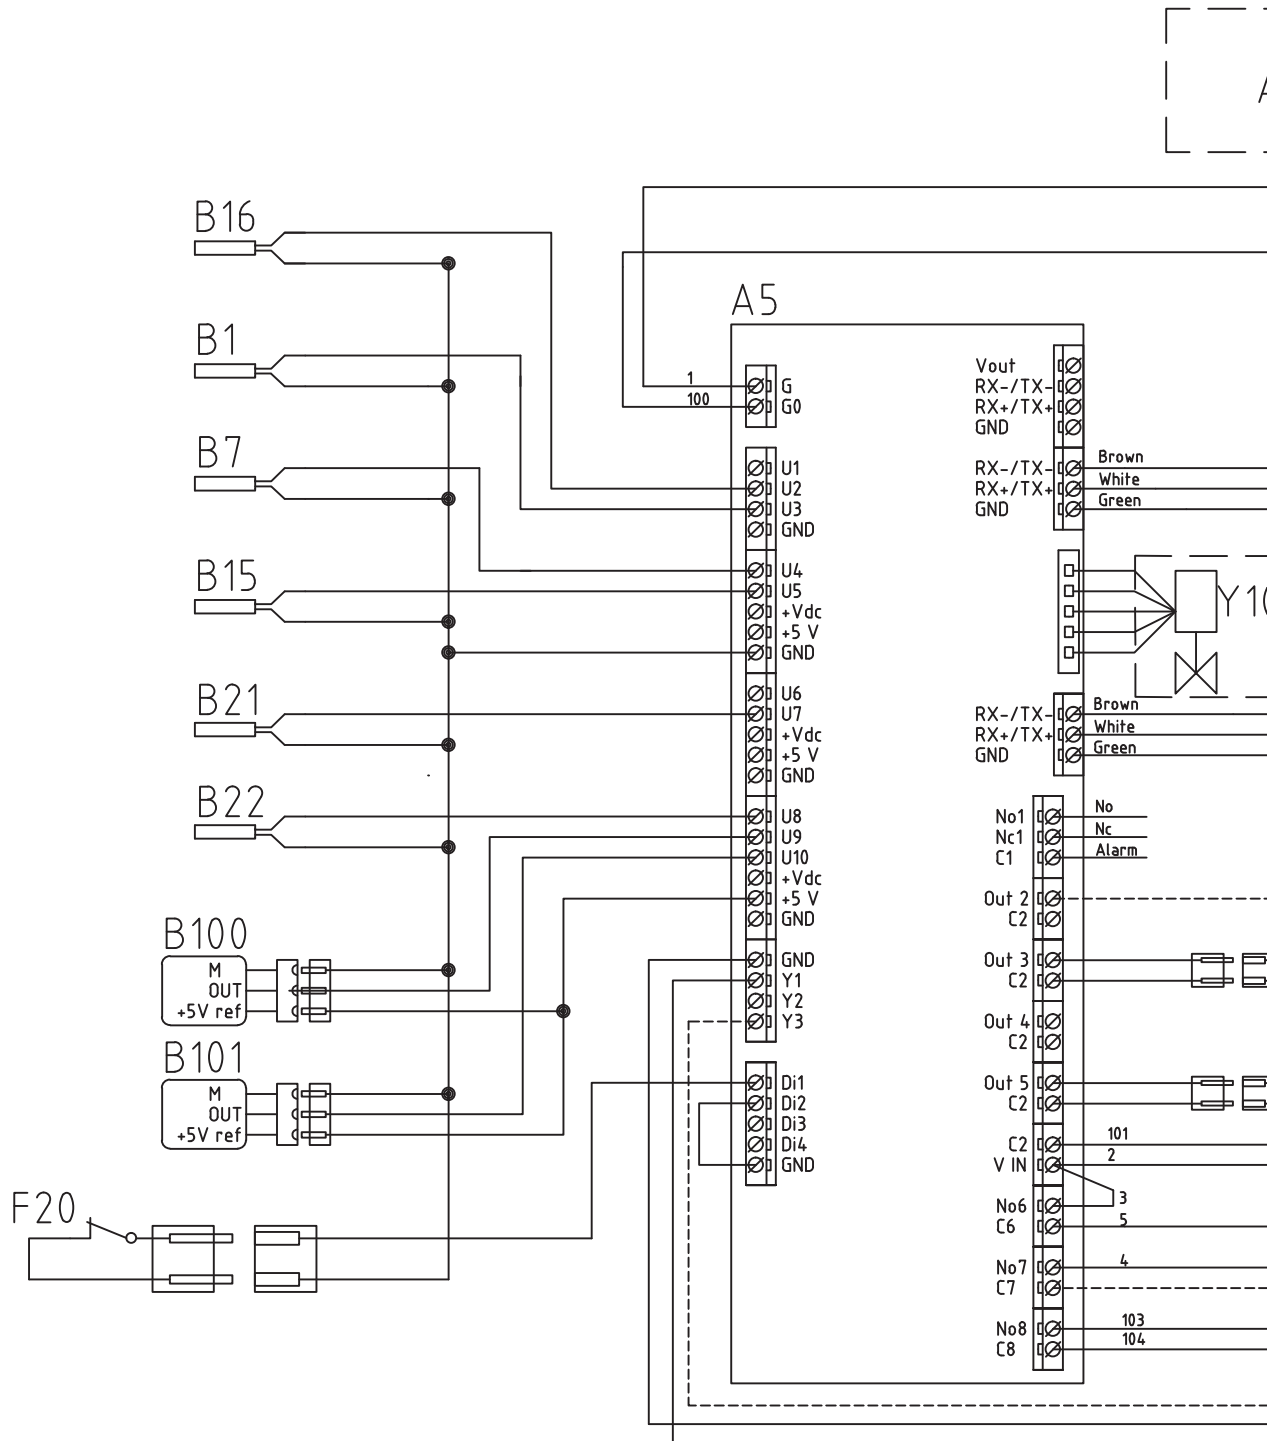 A
B16
A5
B1
Vout
1
G
RX-/TX-
100
G0
RX+/TX+
GND
B7
Brown
U1
RX-/TX-
White
U2
RX+/TX+
Green
U3
GND
GND
B15
U4
U5
Y10
+Vdc
+5 V
GND
B21
U6
Brown
U7
RX-/TX-
White
+Vdc
RX+/TX+
Green
+5 V
GND
GND
B22
No
U8
No1
Nc
U9
Nc1
Alarm
U10
C1
+Vdc
+5 V
Out 2
GND
C2
B100
M
GND
Out 3
OUT
Y1
C2
+5V ref
Y2
Y3
Out 4
C2
B101
M
Di1
Out 5
OUT
Di2
C2
+5V ref
Di3
101
Di4
C2
2
GND
V IN
F20
3
No6
5
C6
4
No7
C7
103
No8
104
C8